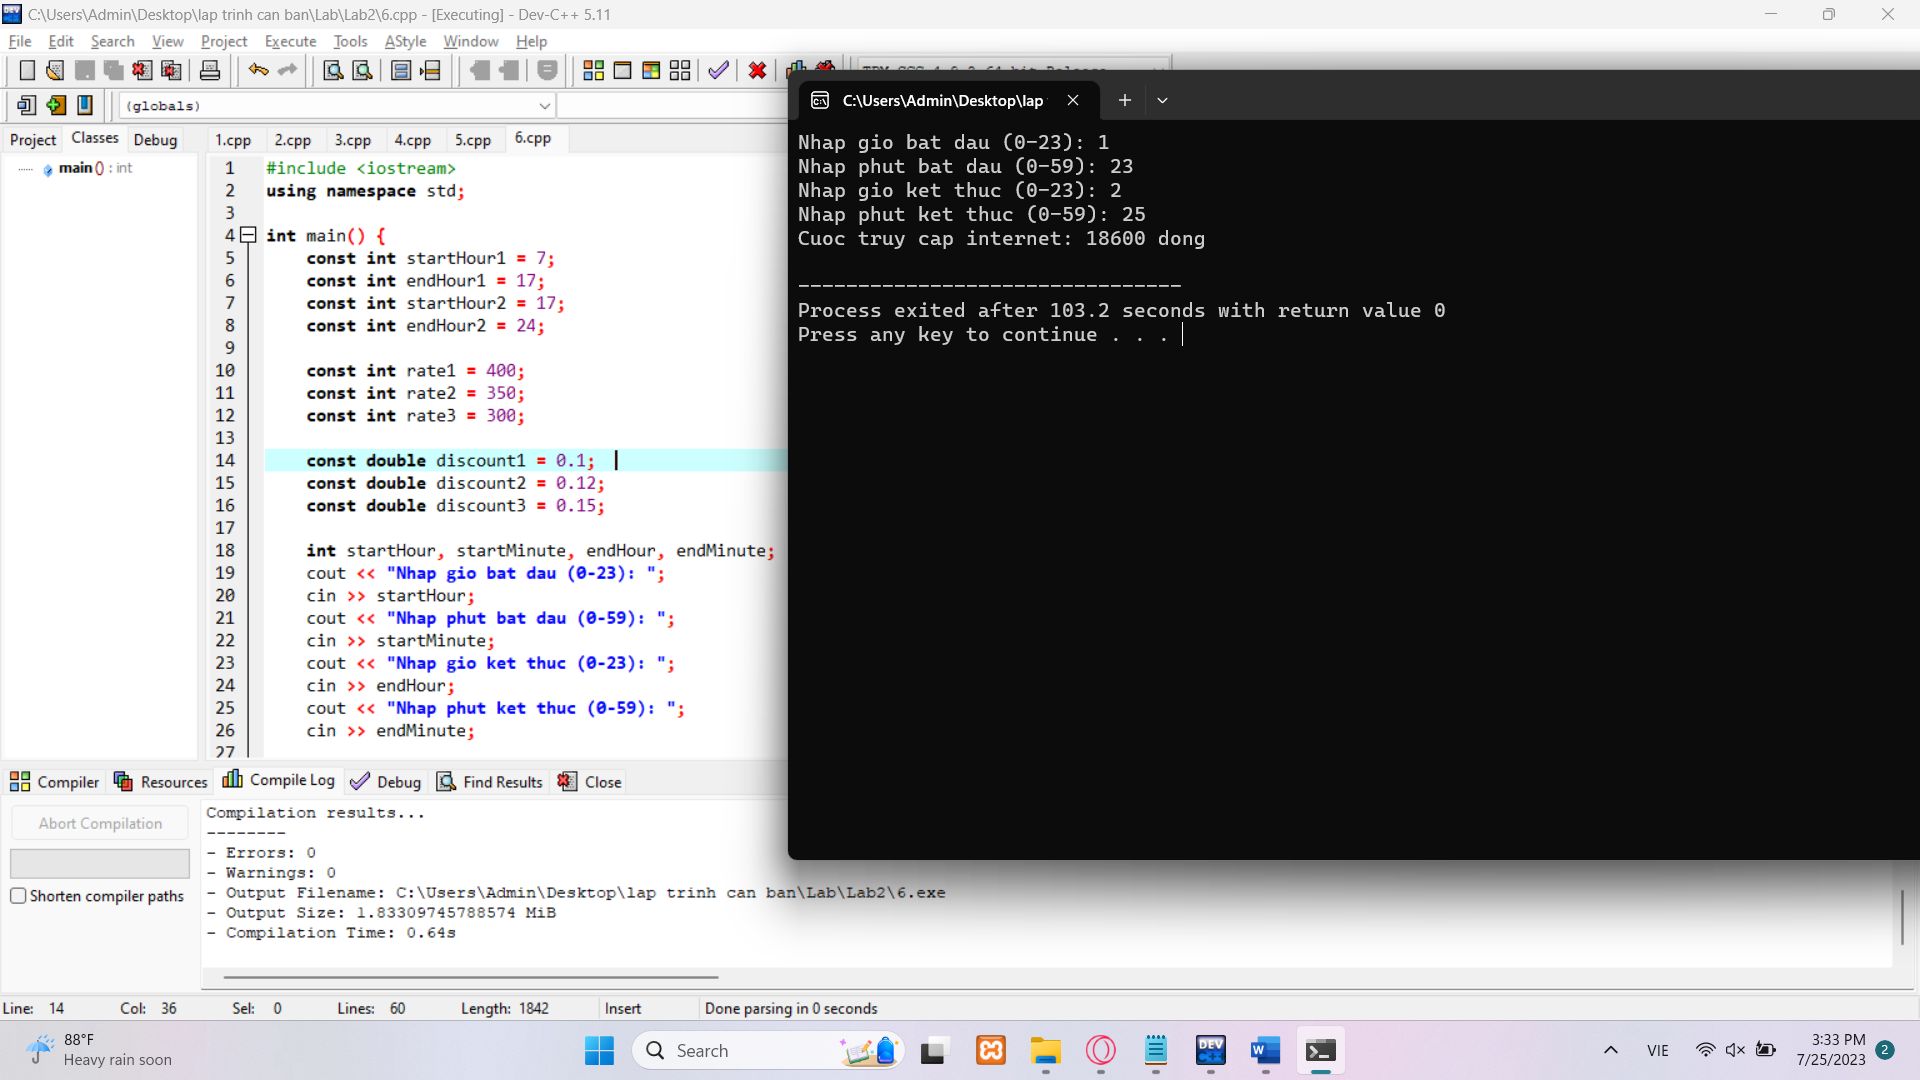 C:\Users\Admin\Desktop\lap trinh can ban\Lab\Lab2\6.cpp - [Executing] - Dev-C++ 5.11
File Edit Search View Project Execute Tools AStyle Window Help
(globals)
Project Classes Debug
main () : int
1.cpp 2.cpp 3.cpp 4.cpp 5.cpp 6.cpp
1 #include <iostream>
2 using namespace std;
3
4 int main() {
5 const int startHour1 = 7;
6 const int endHour1 = 17;
7 const int startHour2 = 17;
8 const int endHour2 = 24;
9
10 const int rate1 = 400;
11 const int rate2 = 350;
12 const int rate3 = 300;
13
14 const double discount1 = 0.1;
15 const double discount2 = 0.12;
16 const double discount3 = 0.15;
17
18 int startHour, startMinute, endHour, endMinute;
19 cout << "Nhap gio bat dau (0-23): ";
20 cin >> startHour;
21 cout << "Nhap phut bat dau (0-59): ";
22 cin >> startMinute;
23 cout << "Nhap gio ket thuc (0-23): ";
24 cin >> endHour;
25 cout << "Nhap phut ket thuc (0-59): ";
26 cin >> endMinute;
27
C:\Users\Admin\Desktop\lap
Nhap gio bat dau (0-23): 1
Nhap phut bat dau (0-59): 23
Nhap gio ket thuc (0-23): 2
Nhap phut ket thuc (0-59): 25
Cuoc truy cap internet: 18600 dong
--------------------------------
Process exited after 103.2 seconds with return value 0
Press any key to continue . . .
Compiler Resources Compile Log Debug Find Results Close
Abort Compilation
Shorten compiler paths
Compilation results...
--------
- Errors: 0
- Warnings: 0
- Output Filename: C:\Users\Admin\Desktop\lap trinh can ban\Lab\Lab2\6.exe
- Output Size: 1.83309745788574 MiB
- Compilation Time: 0.64s
Line: 14 Col: 36 Sel: 0 Lines: 60 Length: 1842 Insert Done parsing in 0 seconds
88°F
Heavy rain soon
Search
DEV
W
VIE
3:33 PM
7/25/2023
2